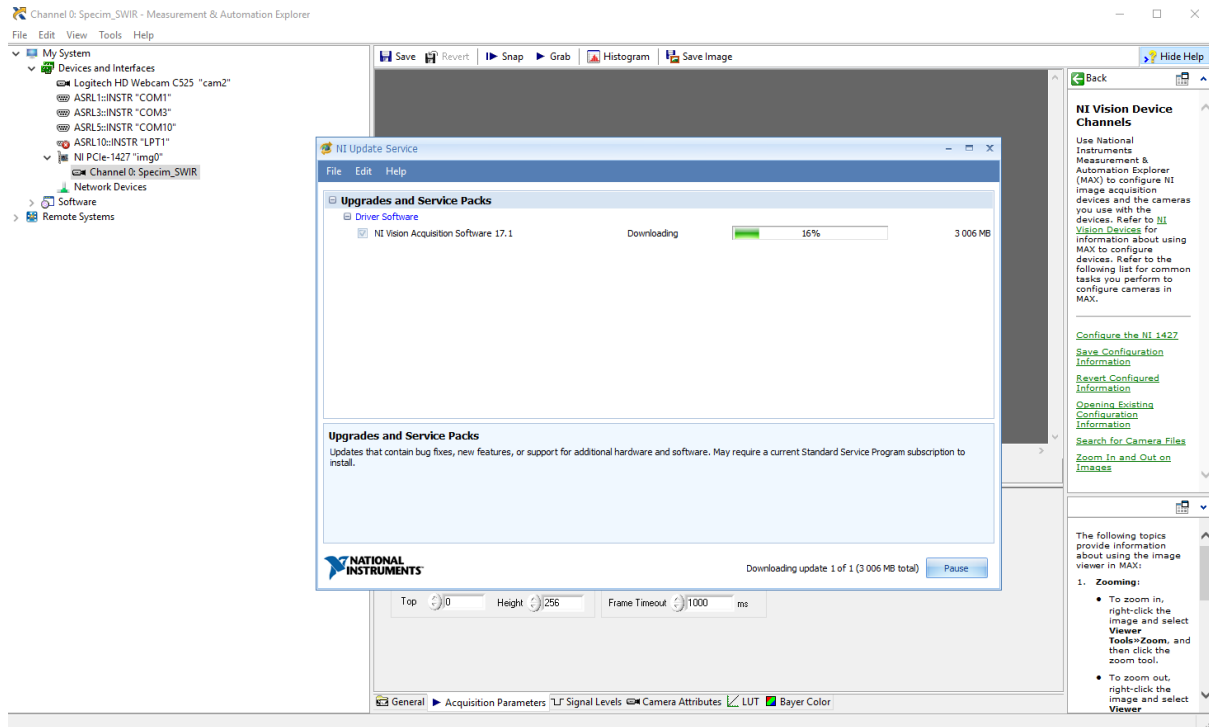 Channel 0: Specim_SWIR - Measurement & Automation Explorer
File Edit View Tools Help
My System
Devices and Interfaces
Logitech HD Webcam C525 "cam2"
ASRL1::INSTR "COM1"
ASRL3::INSTR "COM3"
ASRL5::INSTR "COM10"
ASRL10::INSTR "LPT1"
NI PCIe-1427 "img0"
Channel 0: Specim_SWIR
Network Devices
Software
Remote Systems
Save Revert Snap Grab Histogram Save Image
Hide Help
NI Update Service
File Edit Help
Upgrades and Service Packs
Driver Software
NI Vision Acquisition Software 17.1 Downloading 16% 3 006 MB
Upgrades and Service Packs
Updates that contain bug fixes, new features, or support for additional hardware and software. May require a current Standard Service Program subscription to
install.
NATIONAL
INSTRUMENTS
Downloading update 1 of 1 (3 006 MB total) Pause
Top 0 Height 256 Frame Timeout 1000 ms
General Acquisition Parameters Signal Levels Camera Attributes LUT Bayer Color
Back
NI Vision Device
Channels
Use National
Instruments
Measurement &
Automation Explorer
(MAX) to configure NI
image acquisition
devices and the cameras
you use with the
devices. Refer to NI
Vision Devices for
information about using
MAX to configure
devices. Refer to the
following list for common
tasks you perform to
configure cameras in
MAX.
Configure the NI 1427
Save Configuration
Information
Revert Configured
Information
Opening Existing
Configuration
Information
Search for Camera Files
Zoom In and Out on
Images
The following topics
provide information
about using the image
viewer in MAX:
1. Zooming:
• To zoom in,
right-click the
image and select
Viewer
Tools»Zoom, and
then click the
zoom tool.
• To zoom out,
right-click the
image and select
Viewer